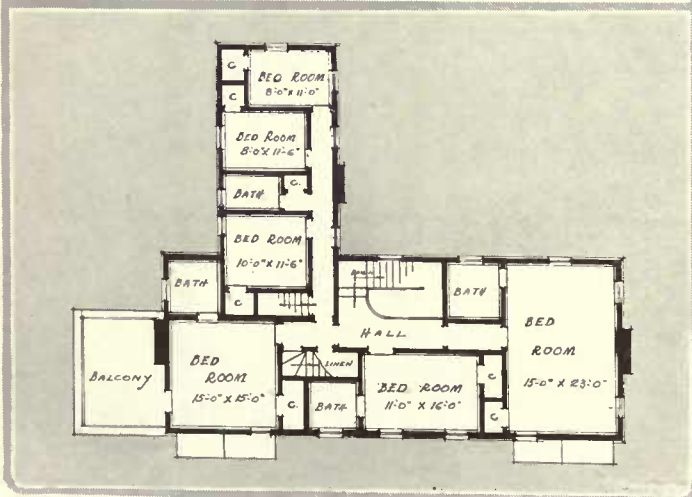 C.
BED ROOM
8'-0" X 11'-0"
C.
BED ROOM
8'-0" X 11'-6"
BATH
C.
BED ROOM
10'-0" X 11'-6"
C
BATH
BATH
HALL
BALCONY
BED
ROOM
15'-0" X 15'-0"
LINEN
C.
BATH
BED ROOM
11'-0" X 16'-0"
C
C
BED
ROOM
15'-0" X 23'-0"